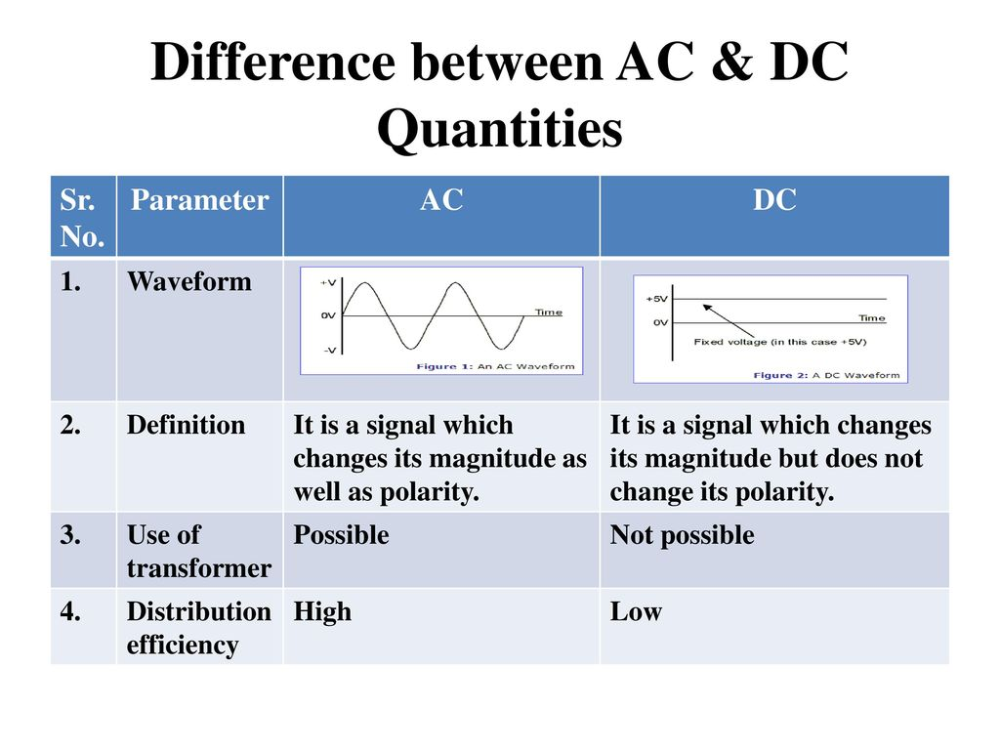 Difference between AC & DC
Quantities
Sr.
No.
Parameter
AC
DC
1.
Waveform
+V
0V
-V
Time
Figure 1: An AC Waveform
+5V
0V
Time
Fixed voltage (in this case +5V)
Figure 2: A DC Waveform
2.
Definition
It is a signal which
changes its magnitude as
well as polarity.
It is a signal which changes
its magnitude but does not
change its polarity.
3.
Use of
transformer
Possible
Not possible
4.
Distribution
efficiency
High
Low